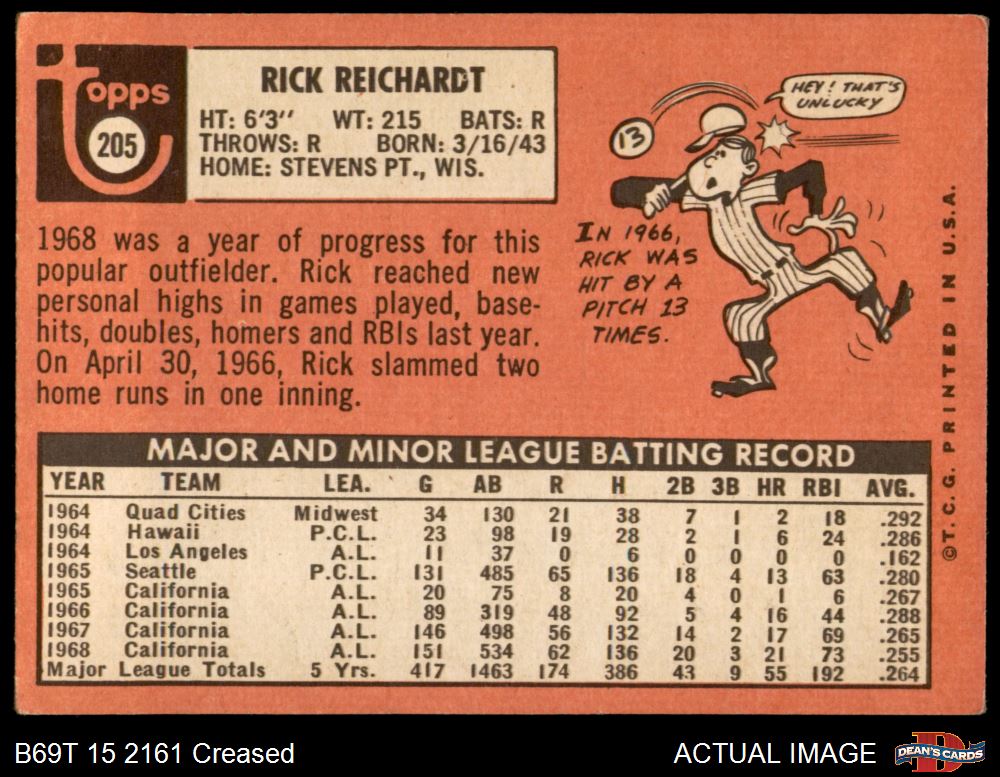 topps
205
RICK REICHARDT
HT: 6'3" WT: 215 BATS: R
THROWS: R BORN: 3/16/43
HOME: STEVENS PT., WIS.
1968 was a year of progress for this
popular outfielder. Rick reached new
personal highs in games played, base-
hits, doubles, homers and RBIs last year.
On April 30, 1966, Rick slammed two
home runs in one inning.
13
HEY! THAT'S
UNLUCKY
IN 1966,
RICK WAS
HIT BY A
PITCH 13
TIMES.
©T.C.G. PRINTED IN U.S.A.
MAJOR AND MINOR LEAGUE BATTING RECORD
YEAR TEAM LEA. G AB R H 2B 3B HR RBI AVG.
1964 Quad Cities Midwest 34 130 21 38 7 1 2 18 .292
1964 Hawaii P.C.L. 23 98 19 28 2 1 6 24 .286
1964 Los Angeles A.L. 11 37 0 6 0 0 0 0 .162
1965 Seattle P.C.L. 131 485 65 136 18 4 13 63 .280
1965 California A.L. 20 75 8 20 4 0 1 6 .267
1966 California A.L. 89 319 48 92 5 4 16 44 .288
1967 California A.L. 146 498 56 132 14 2 17 69 .265
1968 California A.L. 151 534 62 136 20 3 21 73 .255
Major League Totals 5 Yrs. 417 1463 174 386 43 9 55 192 .264
B69T 15 2161 Creased
ACTUAL IMAGE
D
DEAN'S CARDS